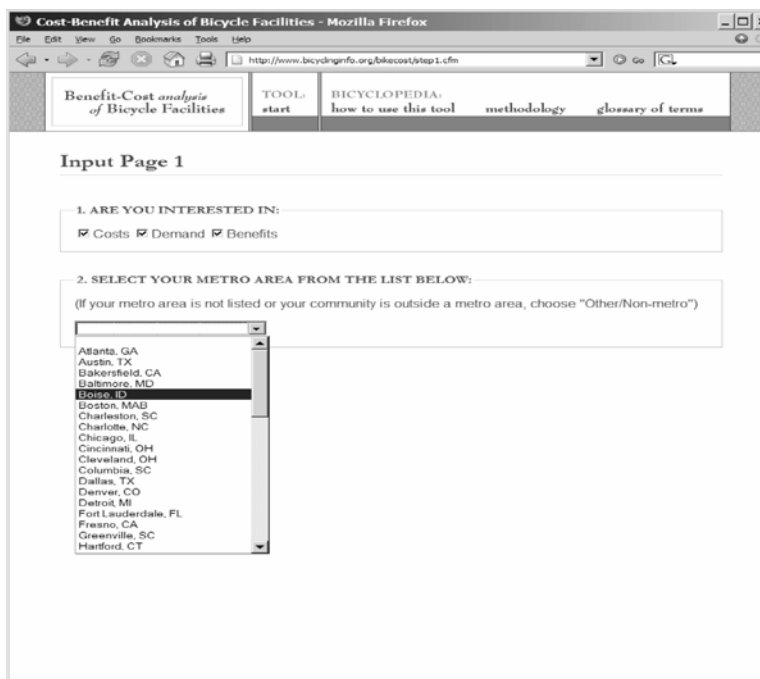 Cost-Benefit Analysis of Bicycle Facilities - Mozilla Firefox
File Edit View Go Bookmarks Tools Help
http://www.bicyclinginfo.org/bikecost/step1.cfm Go
Benefit-Cost analysis
of Bicycle Facilities
TOOL:
start
BICYCLOPEDIA:
how to use this tool methodology glossary of terms
Input Page 1
1. ARE YOU INTERESTED IN:
Costs Demand Benefits
2. SELECT YOUR METRO AREA FROM THE LIST BELOW:
(If your metro area is not listed or your community is outside a metro area, choose "Other/Non-metro")
Atlanta, GA
Austin, TX
Bakersfield, CA
Baltimore, MD
Boise, ID
Boston, MAB
Charleston, SC
Charlotte, NC
Chicago, IL
Cincinnati, OH
Cleveland, OH
Columbia, SC
Dallas, TX
Denver, CO
Detroit, MI
Fort Lauderdale, FL
Fresno, CA
Greenville, SC
Hartford, CT